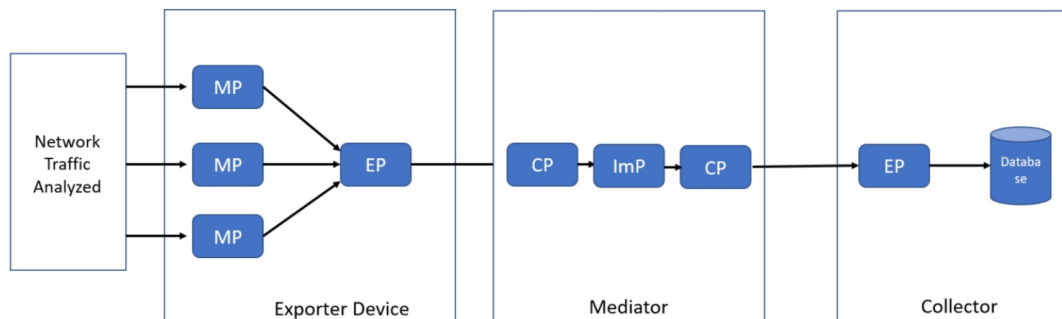 Network
Traffic
Analyzed
MP
MP
MP
EP
Exporter Device
CP
ImP
CP
Mediator
EP
Databa
se
Collector